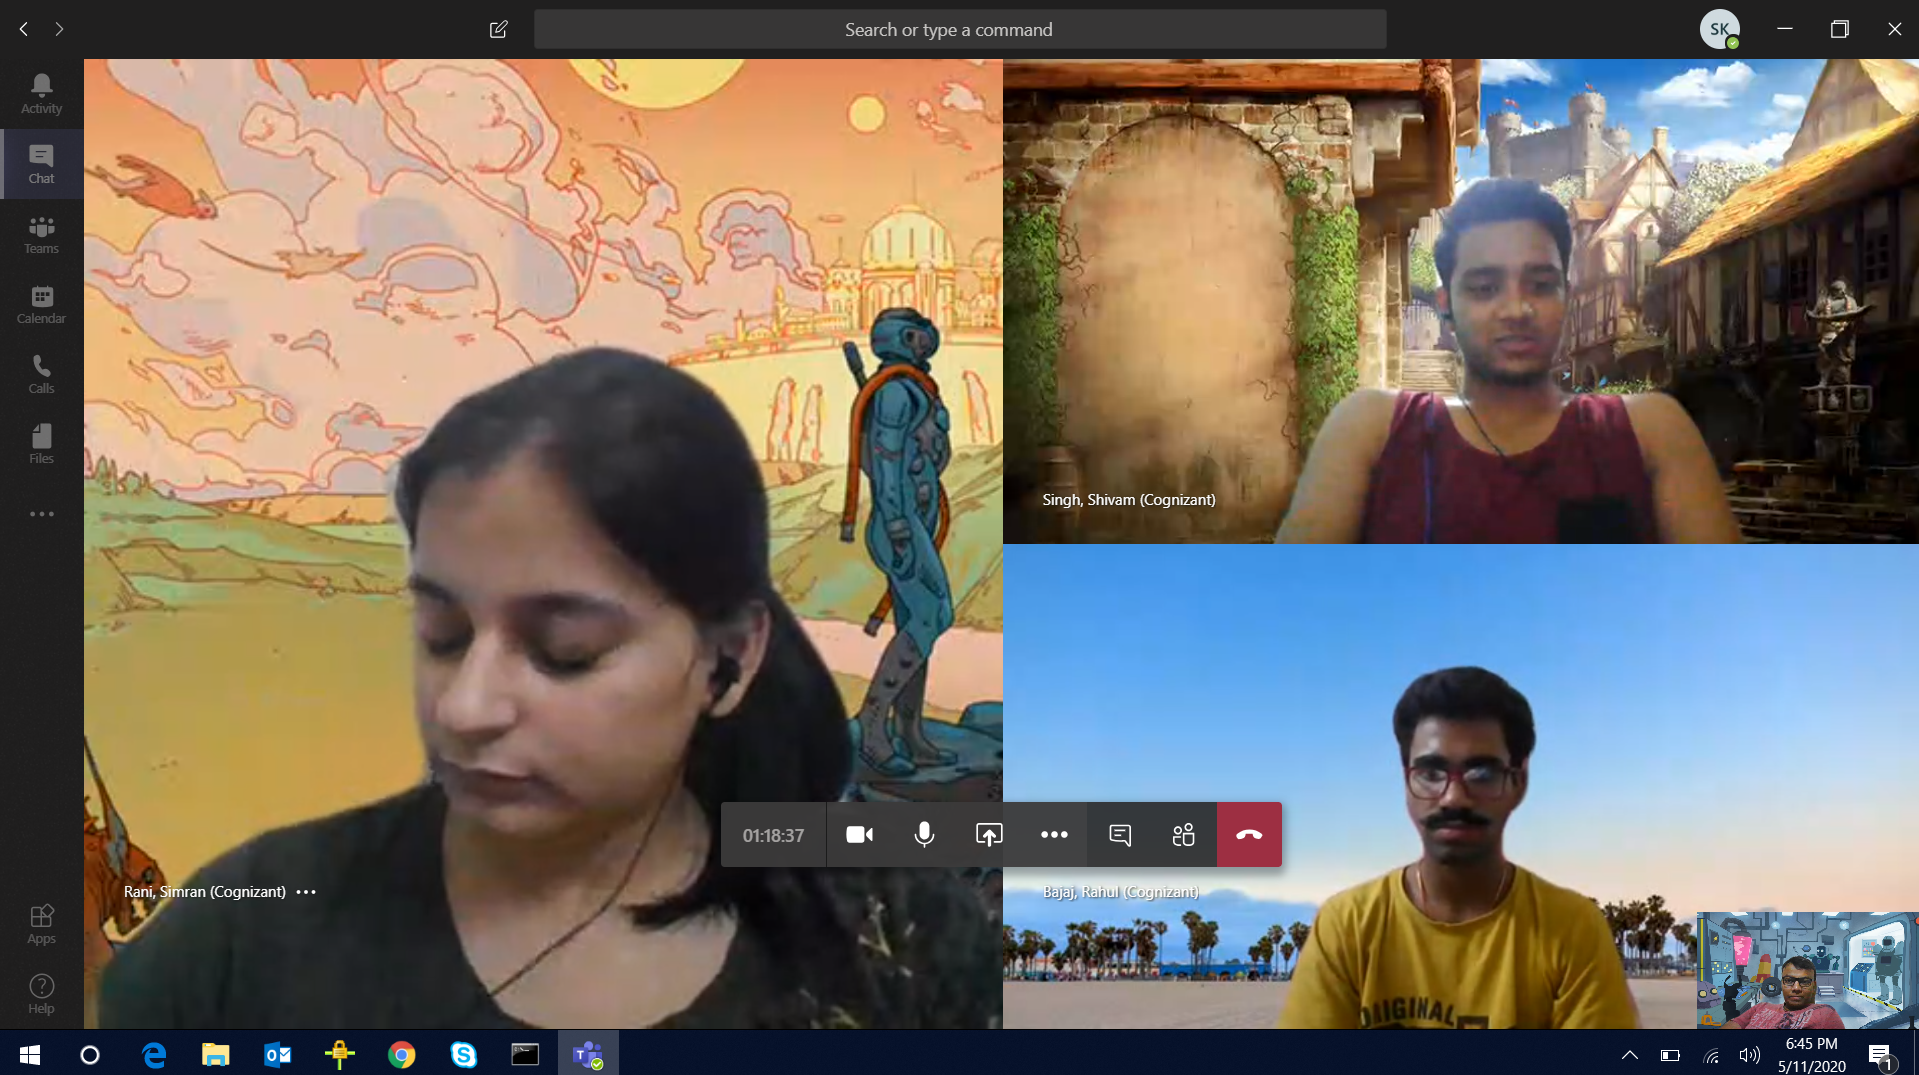 Search or type a command
SK
Activity
Chat
Teams
Calendar
Calls
Files
Apps
Help
Singh, Shivam (Cognizant)
01:18:37
Rani, Simran (Cognizant)
Bajaj, Rahul (Cognizant)
ORIGINAL
6:45 PM
5/11/2020
1